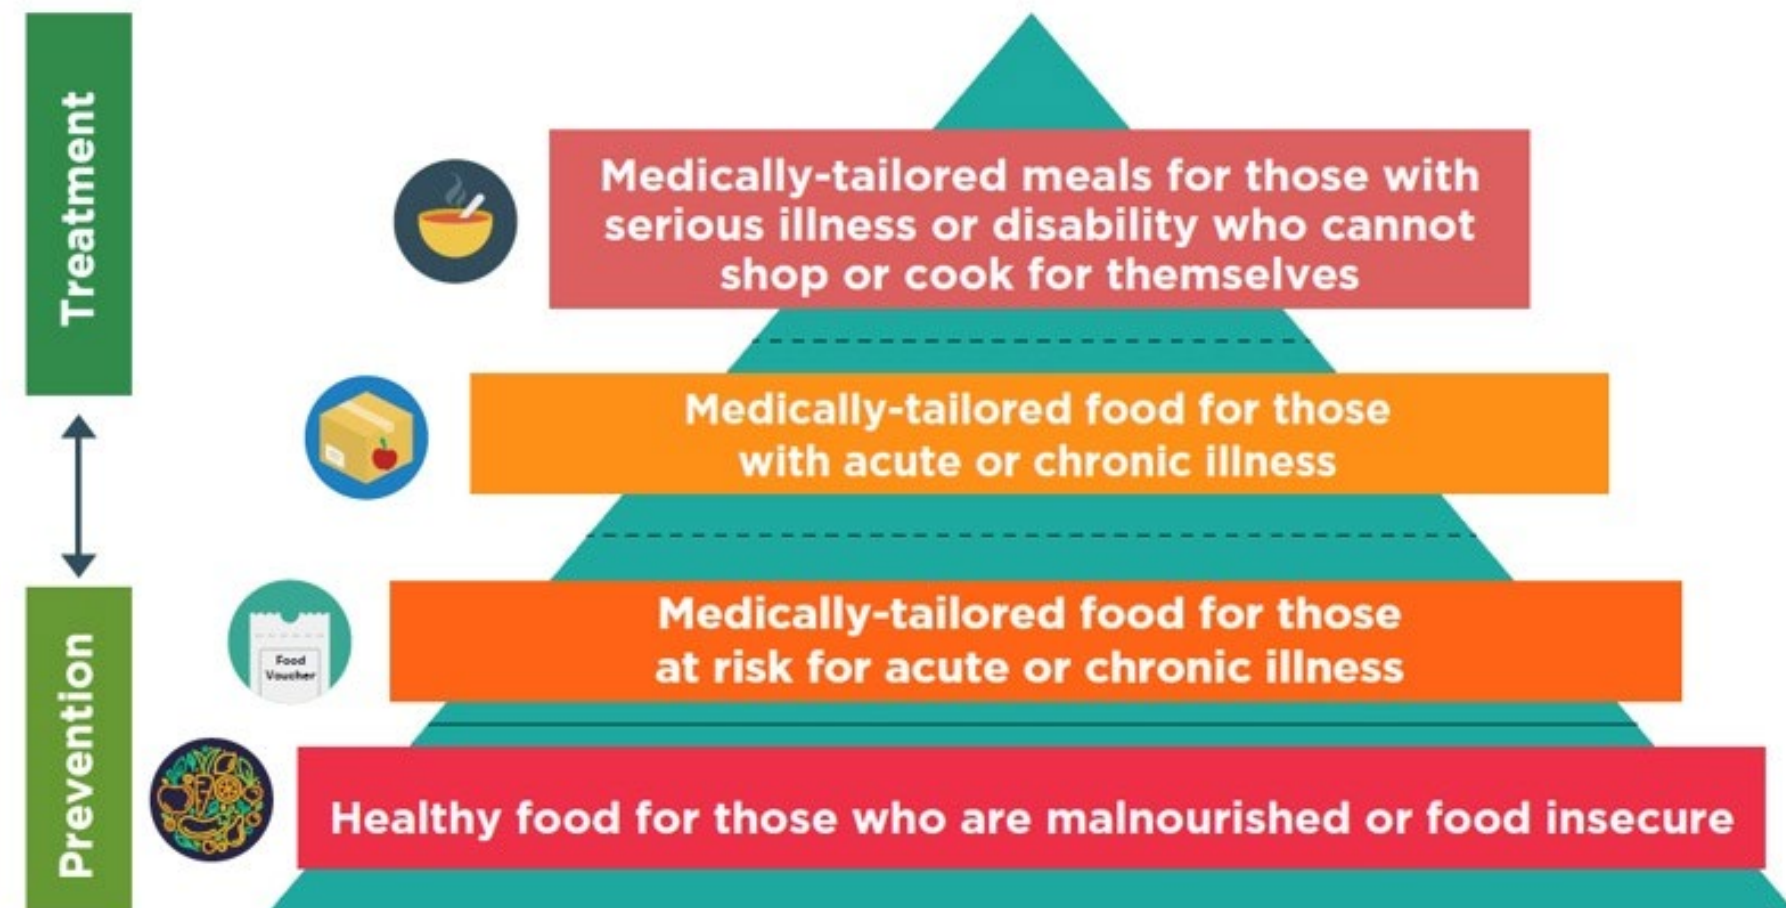 Treatment
Medically-tailored meals for those with
serious illness or disability who cannot
shop or cook for themselves
Medically-tailored food for those
with acute or chronic illness
Prevention
Food
Voucher
Medically-tailored food for those
at risk for acute or chronic illness
Healthy food for those who are malnourished or food insecure